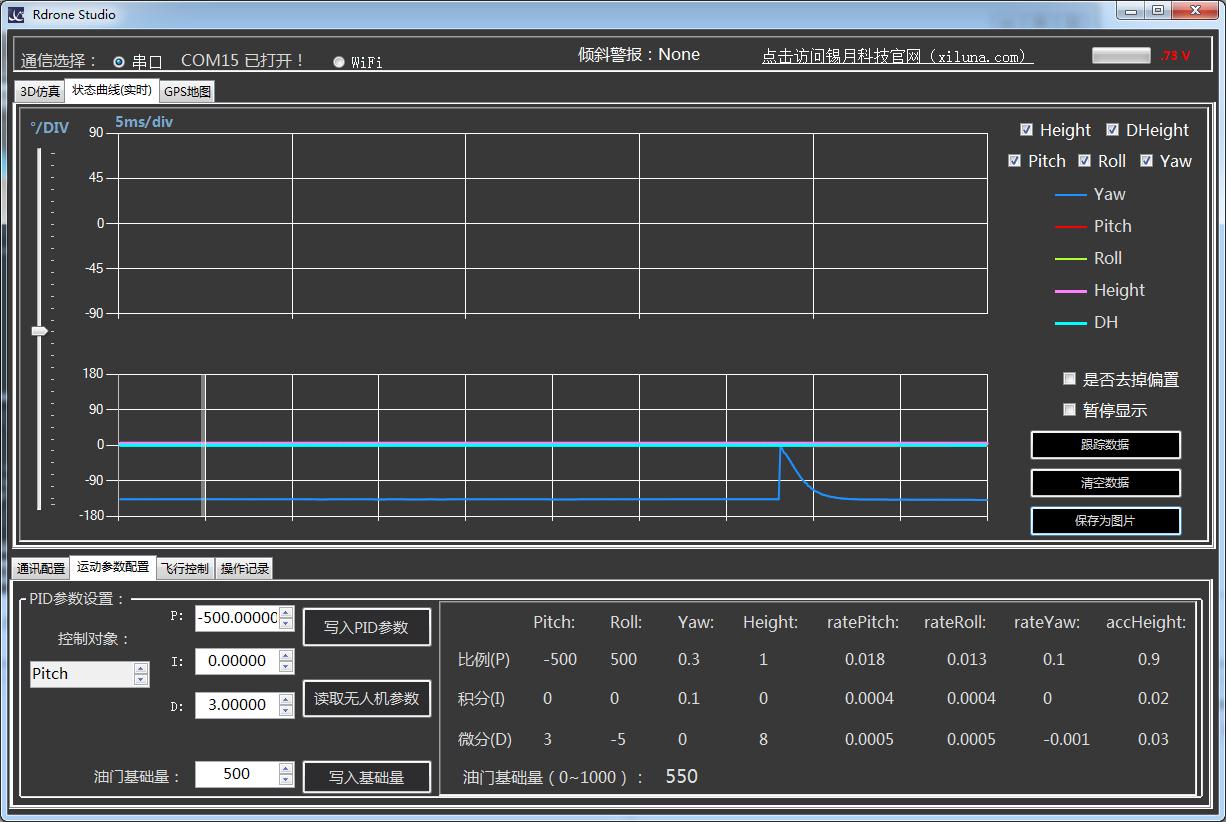 Rdrone Studio
通信选择： 串口 COM15 已打开！ WiFi 倾斜警报：None 点击访问锡月科技官网（xiluna.com） .73 V
3D仿真 状态曲线(实时) GPS地图
°/DIV 5ms/div
90
45
0
-45
-90
180
90
0
-90
-180
Height DHeight
Pitch Roll Yaw
Yaw
Pitch
Roll
Height
DH
是否去掉偏置
暂停显示
跟踪数据
清空数据
保存为图片
通讯配置 运动参数配置 飞行控制 操作记录
PID参数设置：
控制对象：
Pitch
P: -500.00000 写入PID参数
I: 0.00000
D: 3.00000 读取无人机参数
油门基础量： 500 写入基础量
Pitch: Roll: Yaw: Height: ratePitch: rateRoll: rateYaw: accHeight:
比例(P) -500 500 0.3 1 0.018 0.013 0.1 0.9
积分(I) 0 0 0.1 0 0.0004 0.0004 0 0.02
微分(D) 3 -5 0 8 0.0005 0.0005 -0.001 0.03
油门基础量（0~1000）： 550